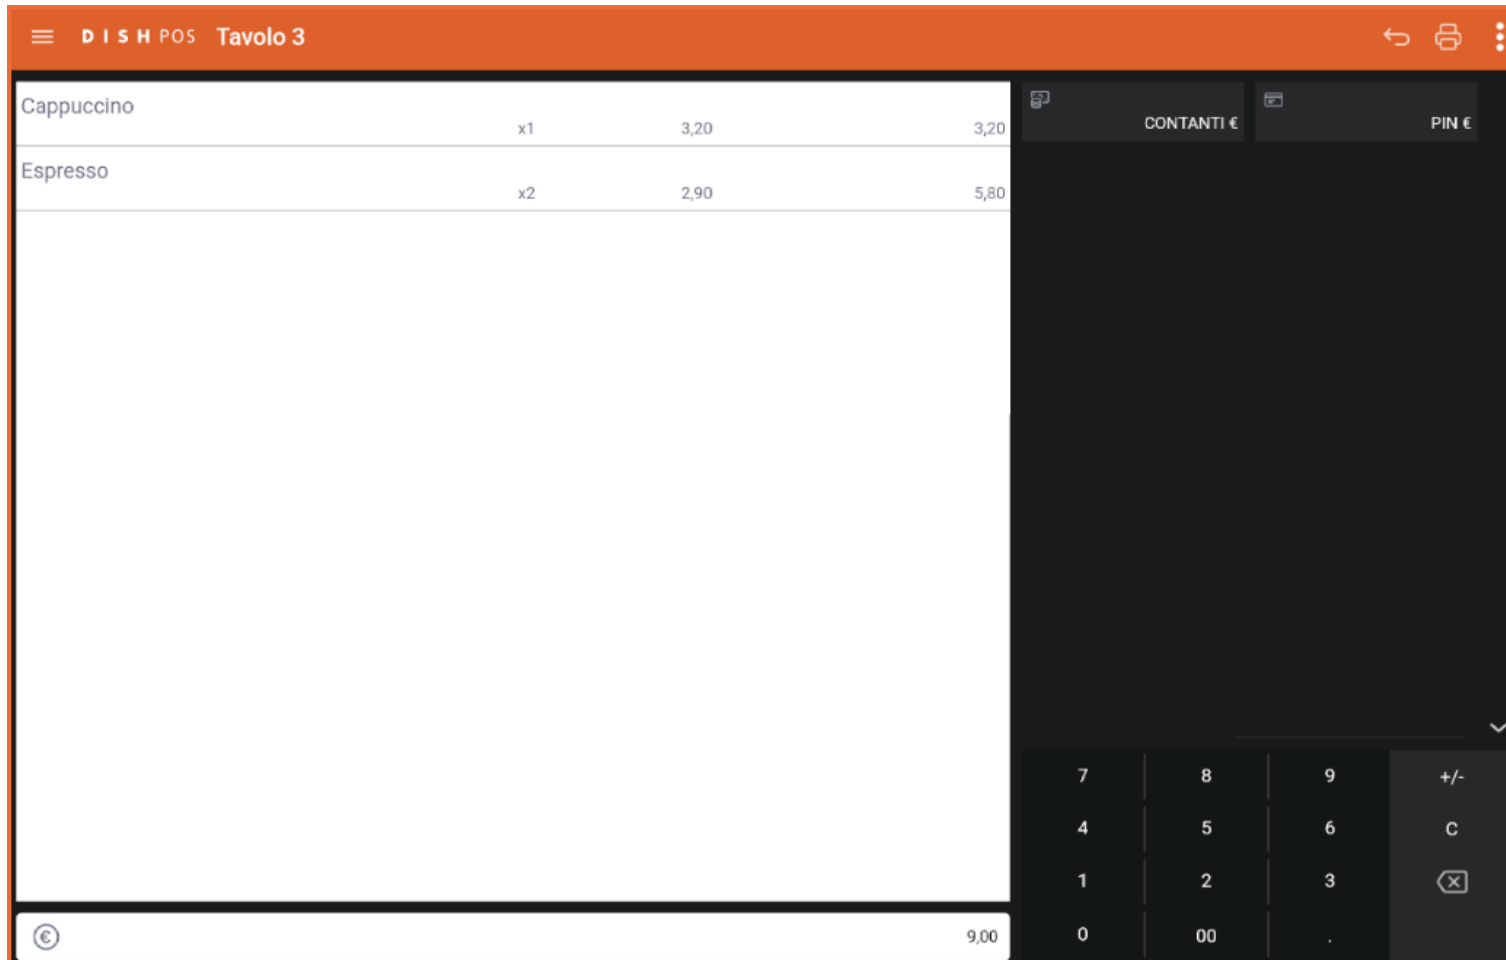 DISH POS Tavolo 3
Cappuccino
x1 3,20 3,20
Espresso
x2 2,90 5,80
€ 9,00
CONTANTI € PIN €
7 8 9 +/-
4 5 6 C
1 2 3
0 00 .